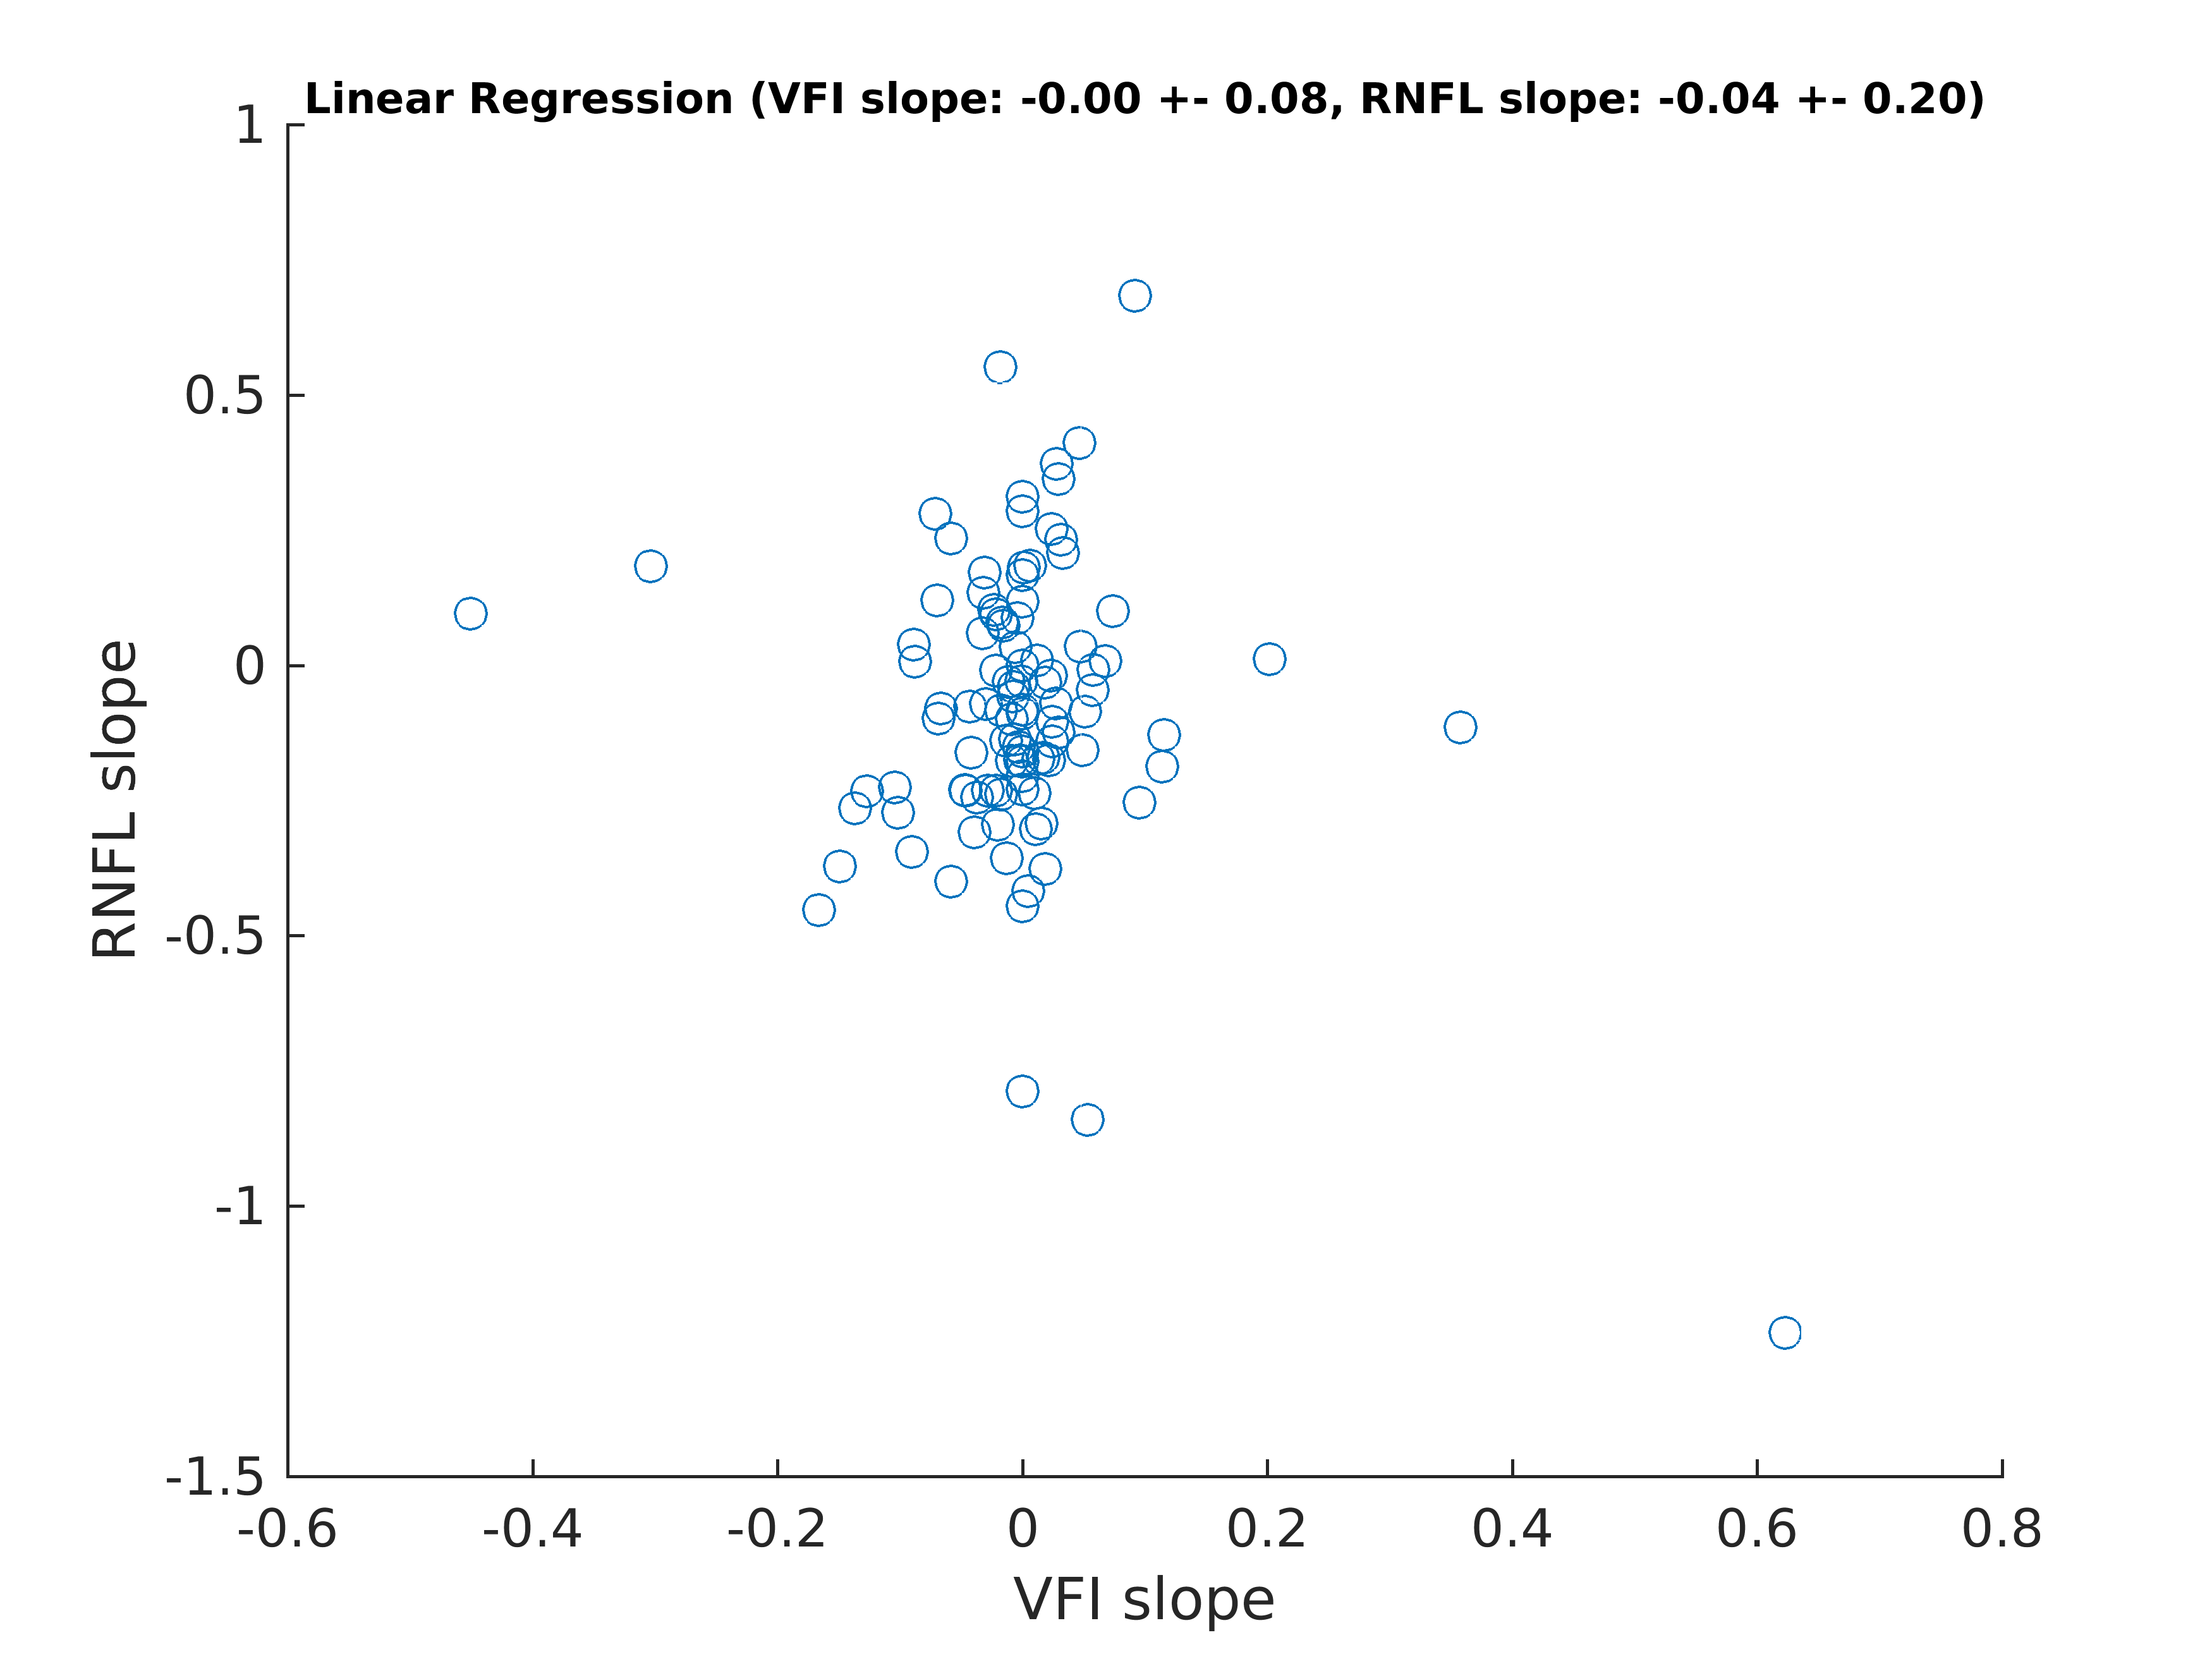 Linear Regression (VFI slope: -0.00 +- 0.08, RNFL slope: -0.04 +- 0.20)
1
0.5
0
-0.5
-1
-1.5
RNFL slope
-0.6 -0.4 -0.2 0 0.2 0.4 0.6 0.8
VFI slope